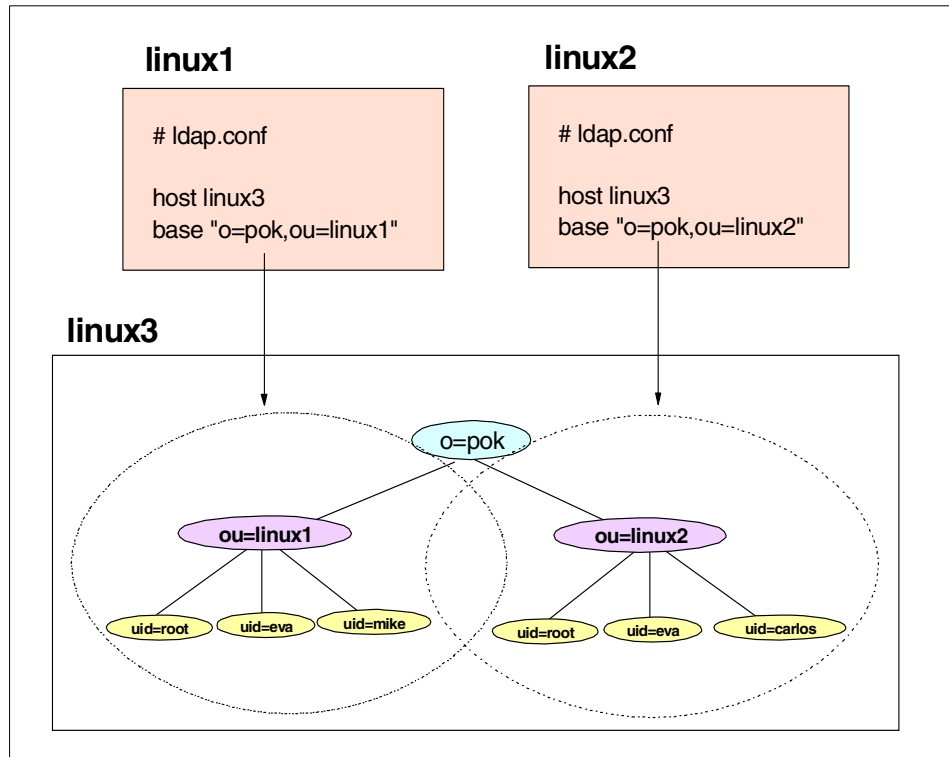 linux1
# ldap.conf
host linux3
base "o=pok,ou=linux1"
linux2
# ldap.conf
host linux3
base "o=pok,ou=linux2"
linux3
o=pok
ou=linux1
ou=linux2
uid=root
uid=eva
uid=mike
uid=root
uid=eva
uid=carlos